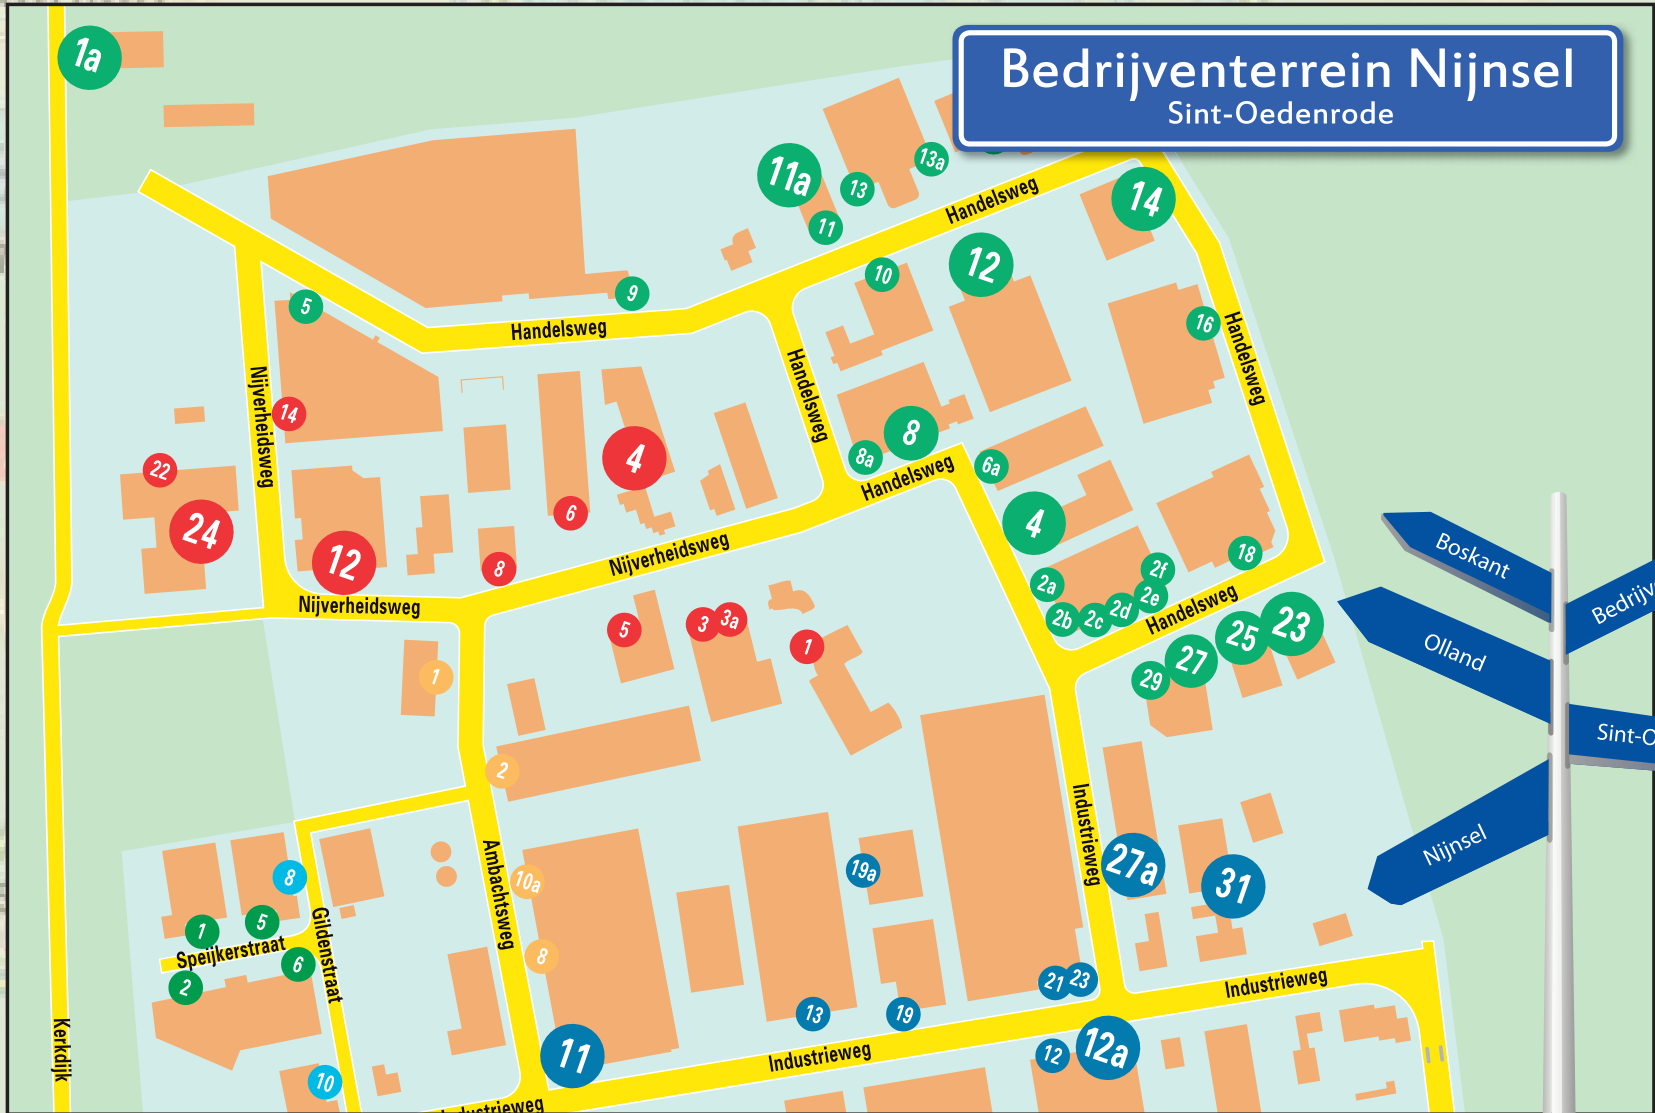 Bedrijventerrein Nijnsel
Sint-Oedenrode
1a
11a
13
13a
11
14
Handelsweg
12
10
9
5
Handelsweg
16
Handelsweg
Handelsweg
Nijverheidsweg
14
8
8a
Handelsweg
6a
22
4
24
6
4
12
8
Nijverheidsweg
18
2a
2f
2e
2d
2c
2b
Handelsweg
Nijverheidsweg
5
3
3a
1
23
25
27
29
1
2
Boskant
Olland
Nijnsel
Industrieweg
27a
31
19a
Ambachtsweg
10a
8
8
5
1
Speijkerstraat
6
2
Gildenstraat
21
23
Industrieweg
13
19
12
12a
11
Industrieweg
Kerkdijk
10
Industrieweg